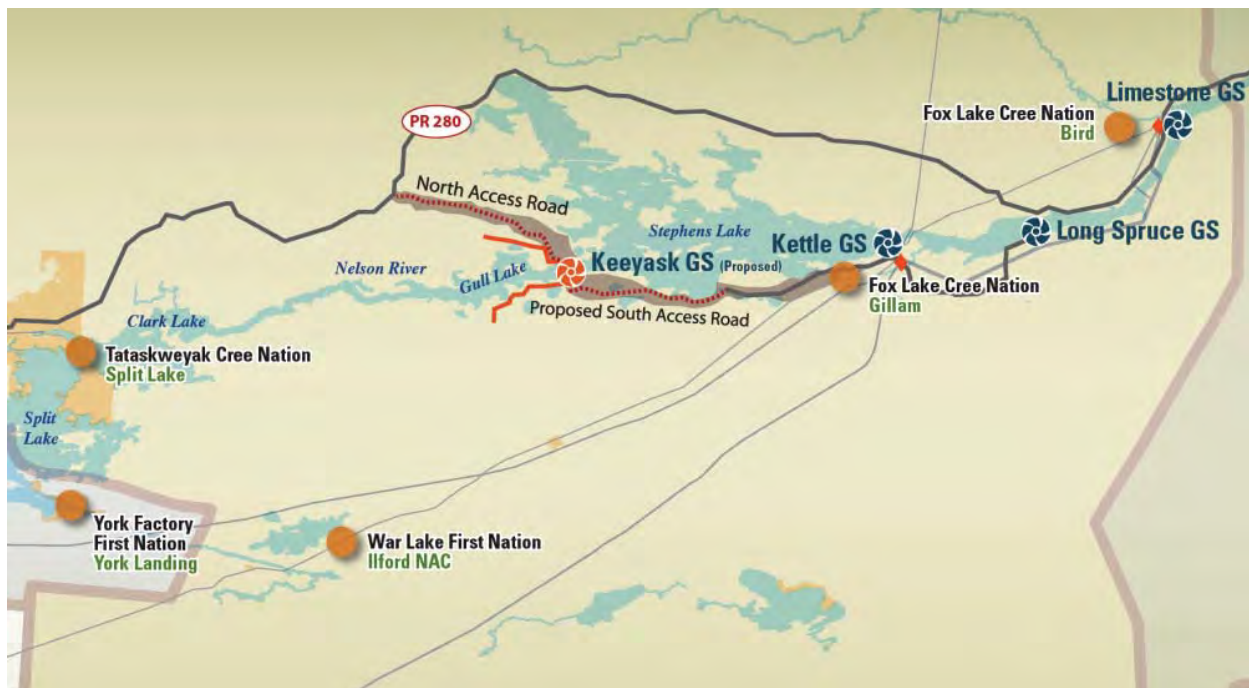 Limestone GS
Fox Lake Cree Nation
Bird
PR 280
North Access Road
Stephens Lake
Kettle GS
Long Spruce GS
Keeyask GS (Proposed)
Nelson River
Gull Lake
Fox Lake Cree Nation
Gillam
Proposed South Access Road
Clark Lake
Tataskweyak Cree Nation
Split Lake
Split
Lake
York Factory
First Nation
York Landing
War Lake First Nation
Ilford NAC